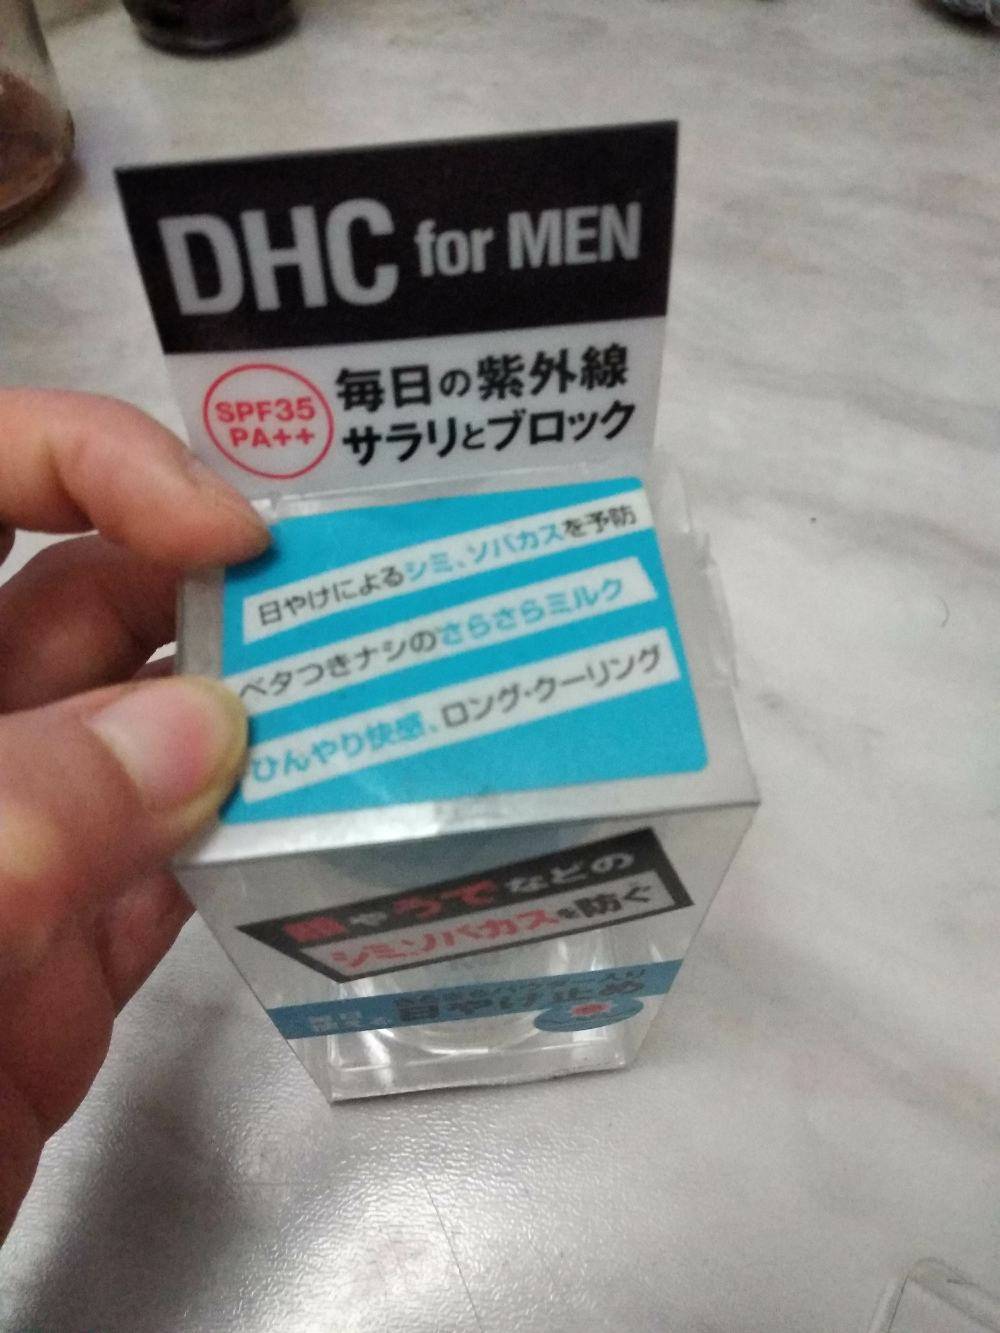 DHC for MEN
SPF35
PA++
毎日の紫外線
サラリとブロック
日やけによるシミ、ソバカスを予防
ベタつきナシのさらさらミルク
ひんやり快感、ロング・クーリング
顔やうでなどの
シミソバカスを防ぐ
日やけ止め